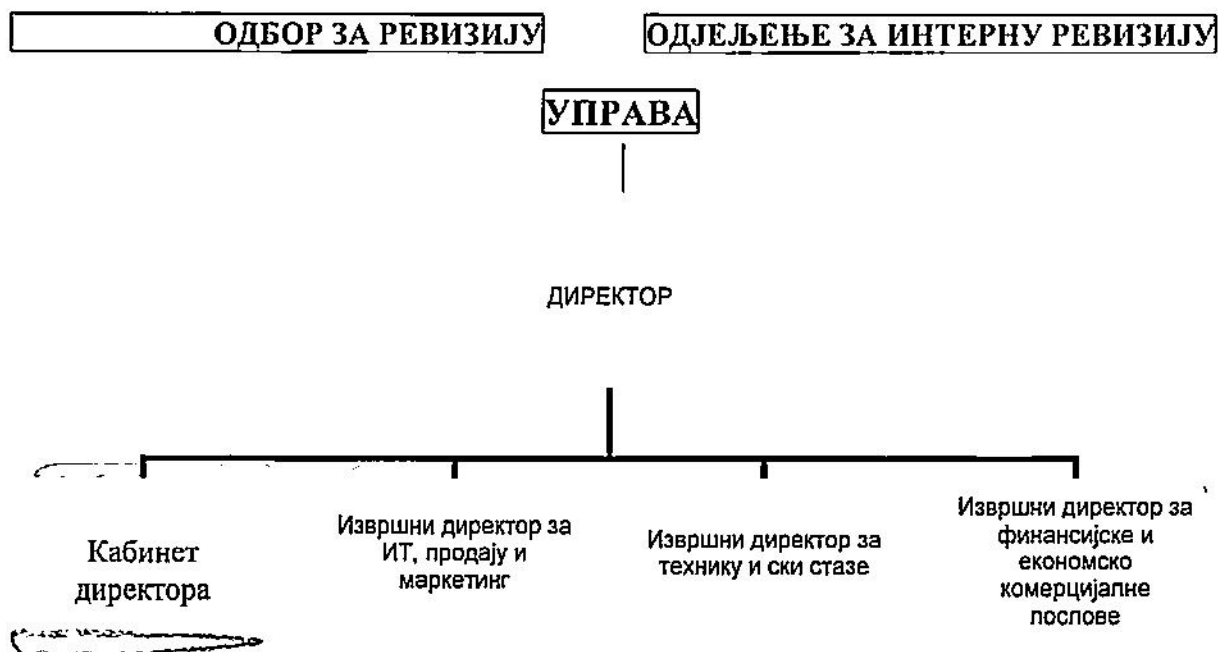 ОДБОР ЗА РЕВИЗИЈУ
ОДЈЕЉЕЊЕ ЗА ИНТЕРНУ РЕВИЗИЈУ
УПРАВА
ДИРЕКТОР
Кабинет
директора
Извршни директор за
ИТ, продају и
маркетинг
Извршни директор за
технику и ски стазе
Извршни директор за
финансијске и
економско
комерцијалне
послове